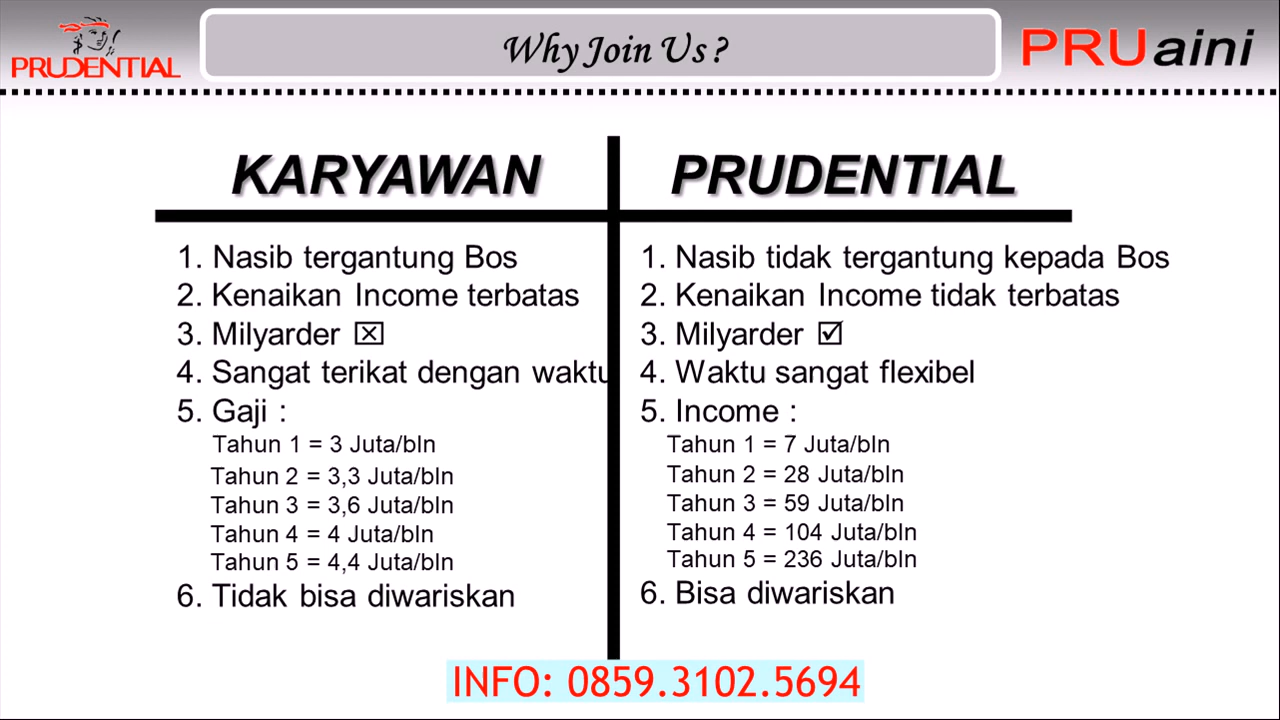 PRUDENTIAL
Why Join Us ?
PRUaini
KARYAWAN
1. Nasib tergantung Bos
2. Kenaikan Income terbatas
3. Milyarder ☒
4. Sangat terikat dengan waktu
5. Gaji :
Tahun 1 = 3 Juta/bln
Tahun 2 = 3,3 Juta/bln
Tahun 3 = 3,6 Juta/bln
Tahun 4 = 4 Juta/bln
Tahun 5 = 4,4 Juta/bln
6. Tidak bisa diwariskan
PRUDENTIAL
1. Nasib tidak tergantung kepada Bos
2. Kenaikan Income tidak terbatas
3. Milyarder ☑
4. Waktu sangat flexibel
5. Income :
Tahun 1 = 7 Juta/bln
Tahun 2 = 28 Juta/bln
Tahun 3 = 59 Juta/bln
Tahun 4 = 104 Juta/bln
Tahun 5 = 236 Juta/bln
6. Bisa diwariskan
INFO: 0859.3102.5694